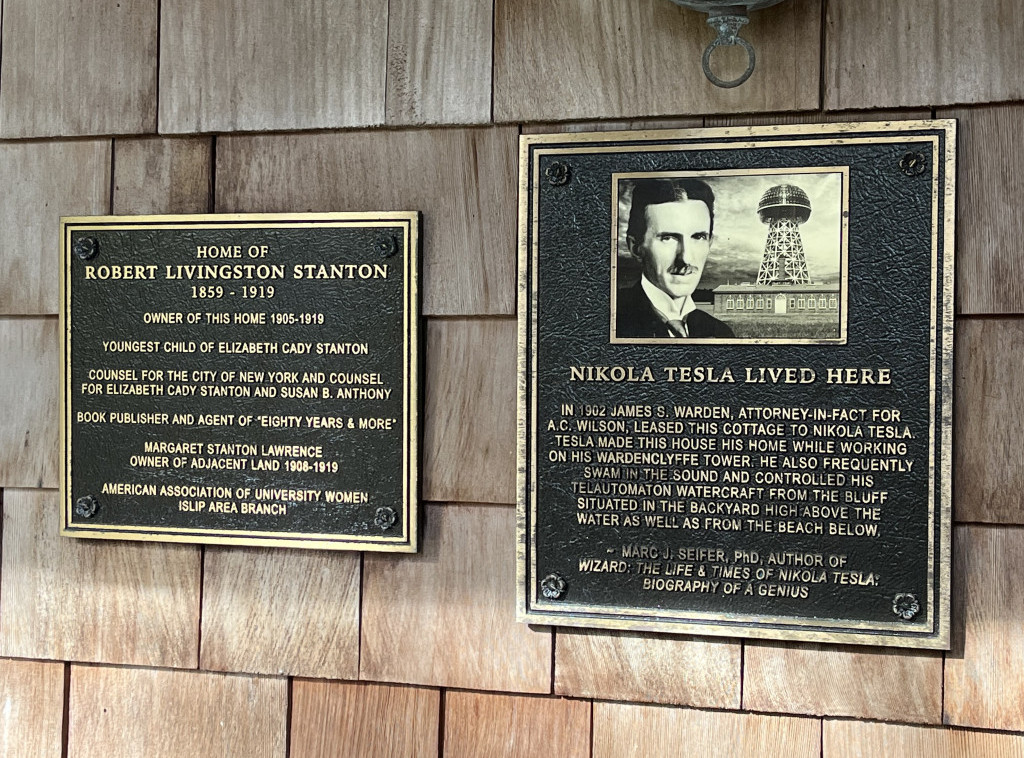 HOME OF
ROBERT LIVINGSTON STANTON
1859 - 1919
OWNER OF THIS HOME 1905-1919
YOUNGEST CHILD OF ELIZABETH CADY STANTON
COUNSEL FOR THE CITY OF NEW YORK AND COUNSEL
FOR ELIZABETH CADY STANTON AND SUSAN B. ANTHONY
BOOK PUBLISHER AND AGENT OF "EIGHTY YEARS & MORE"
MARGARET STANTON LAWRENCE
OWNER OF ADJACENT LAND 1908-1919
AMERICAN ASSOCIATION OF UNIVERSITY WOMEN
ISLIP AREA BRANCH
NIKOLA TESLA LIVED HERE
IN 1902 JAMES S. WARDEN, ATTORNEY-IN-FACT FOR
A.C. WILSON, LEASED THIS COTTAGE TO NIKOLA TESLA.
TESLA MADE THIS HOUSE HIS HOME WHILE WORKING
ON HIS WARDENCLYFFE TOWER. HE ALSO FREQUENTLY
SWAM IN THE SOUND AND CONTROLLED HIS
TELAUTOMATON WATERCRAFT FROM THE BLUFF
SITUATED IN THE BACKYARD HIGH ABOVE THE
WATER AS WELL AS FROM THE BEACH BELOW.
~ MARC J. SEIFER, PhD, AUTHOR OF
WIZARD: THE LIFE & TIMES OF NIKOLA TESLA:
BIOGRAPHY OF A GENIUS